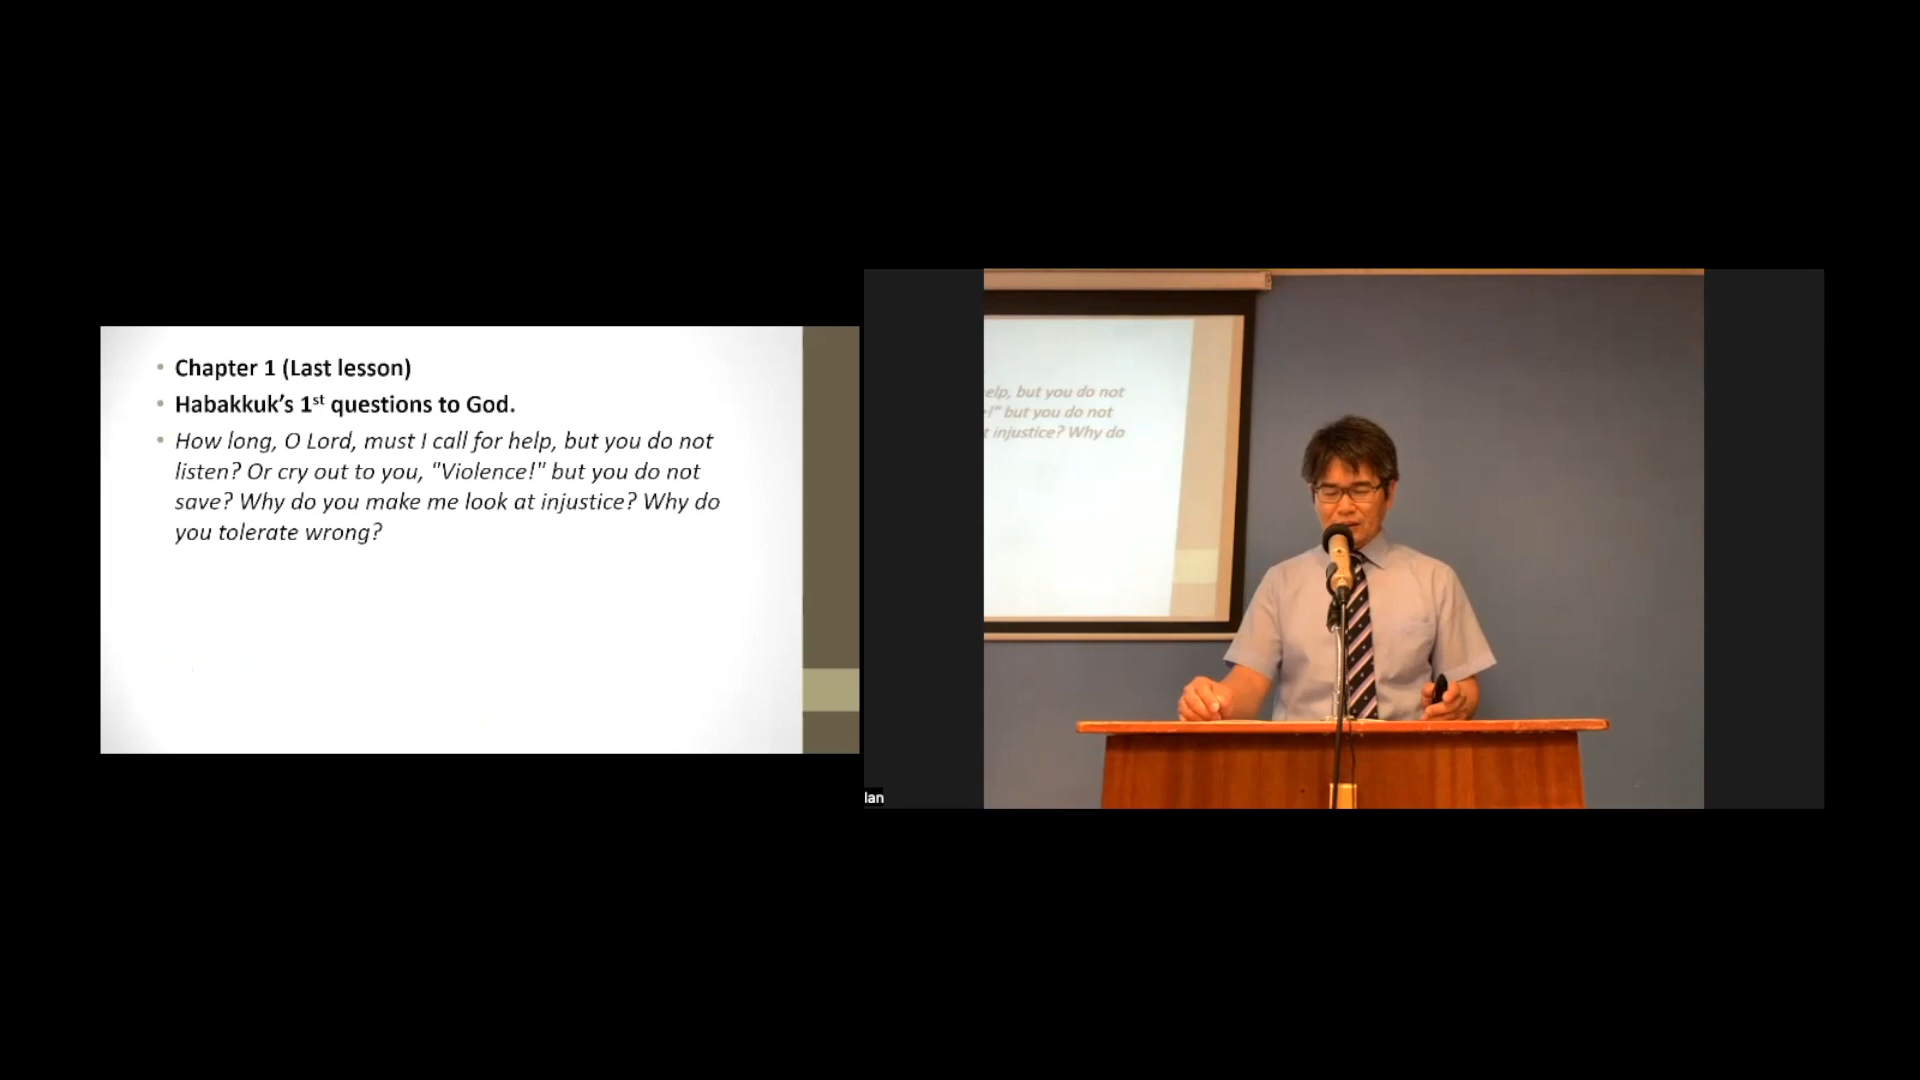 Chapter 1 (Last lesson)
Habakkuk's 1st questions to God.
How long, O Lord, must I call for help, but you do not
listen? Or cry out to you, "Violence!" but you do not
save? Why do you make me look at injustice? Why do
you tolerate wrong?
help, but you do not
!" but you do not
injustice? Why do
lan